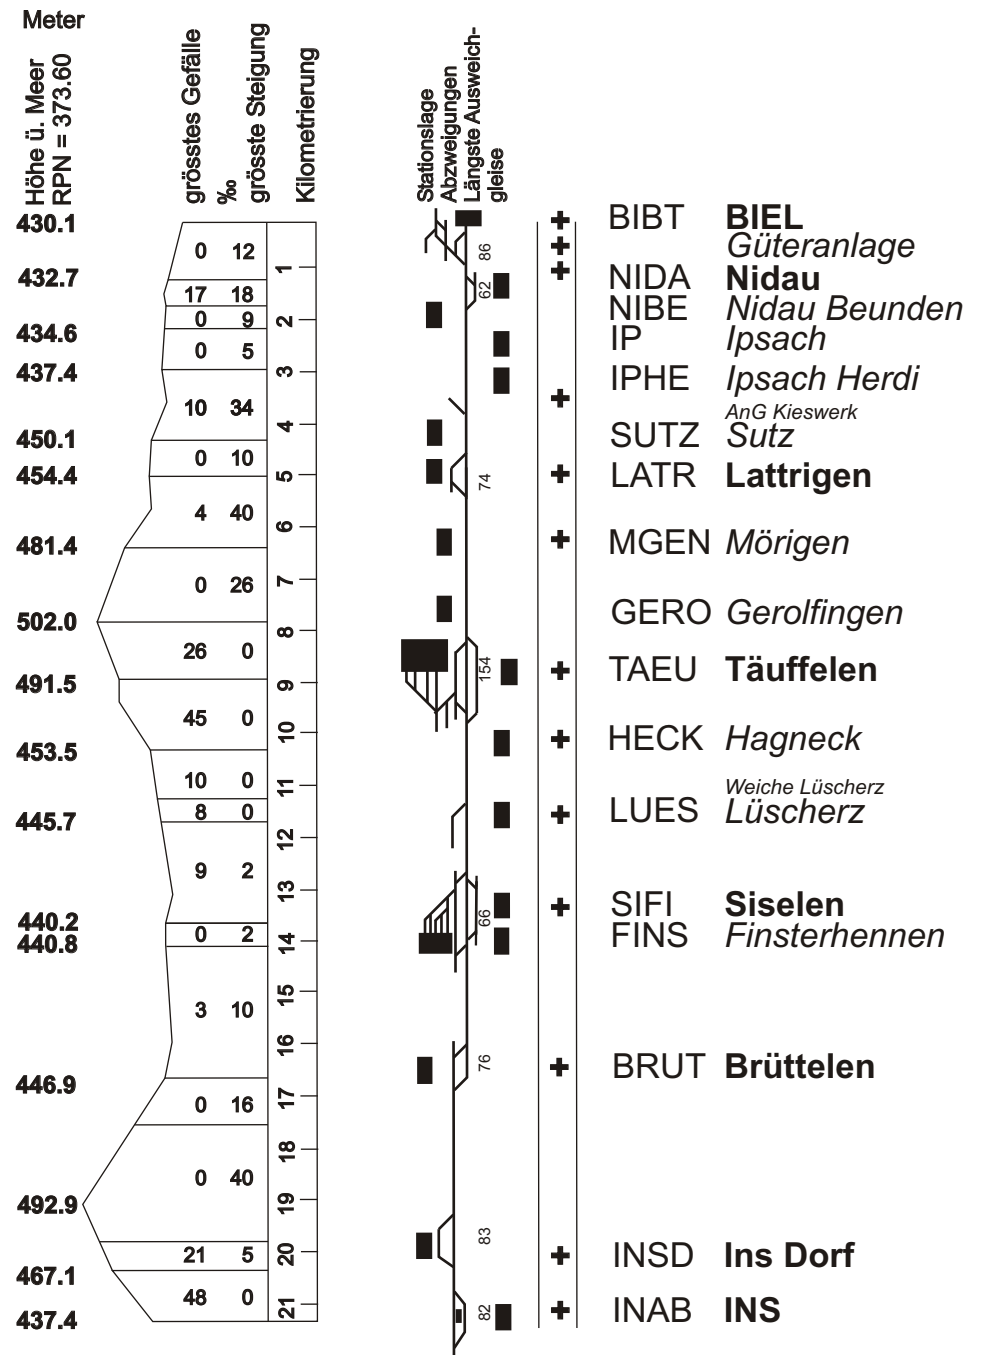 Meter
Höhe ü. Meer
RPN = 373.60
grösstes Gefälle
‰
grösste Steigung
Kilometrierung
Stationslage
Abzweigungen
Längste Ausweich-
gleise
430.1
432.7
434.6
437.4
450.1
454.4
481.4
502.0
491.5
453.5
445.7
440.2
440.8
446.9
492.9
467.1
437.4
0 12
17 18
0 9
0 5
10 34
0 10
4 40
0 26
26 0
45 0
10 0
8 0
9 2
0 2
3 10
0 16
0 40
21 5
48 0
1
2
3
4
5
6
7
8
9
10
11
12
13
14
15
16
17
18
19
20
21
86
62
74
154
66
76
83
82
BIBT BIEL
Güteranlage
NIDA Nidau
NIBE Nidau Beunden
IP Ipsach
IPHE Ipsach Herdi
AnG Kieswerk
SUTZ Sutz
LATR Lattrigen
MGEN Mörigen
GERO Gerolfingen
TAEU Täuffelen
HECK Hagneck
Weiche Lüscherz
LUES Lüscherz
SIFI Siselen
FINS Finsterhennen
BRUT Brüttelen
INSD Ins Dorf
INAB INS